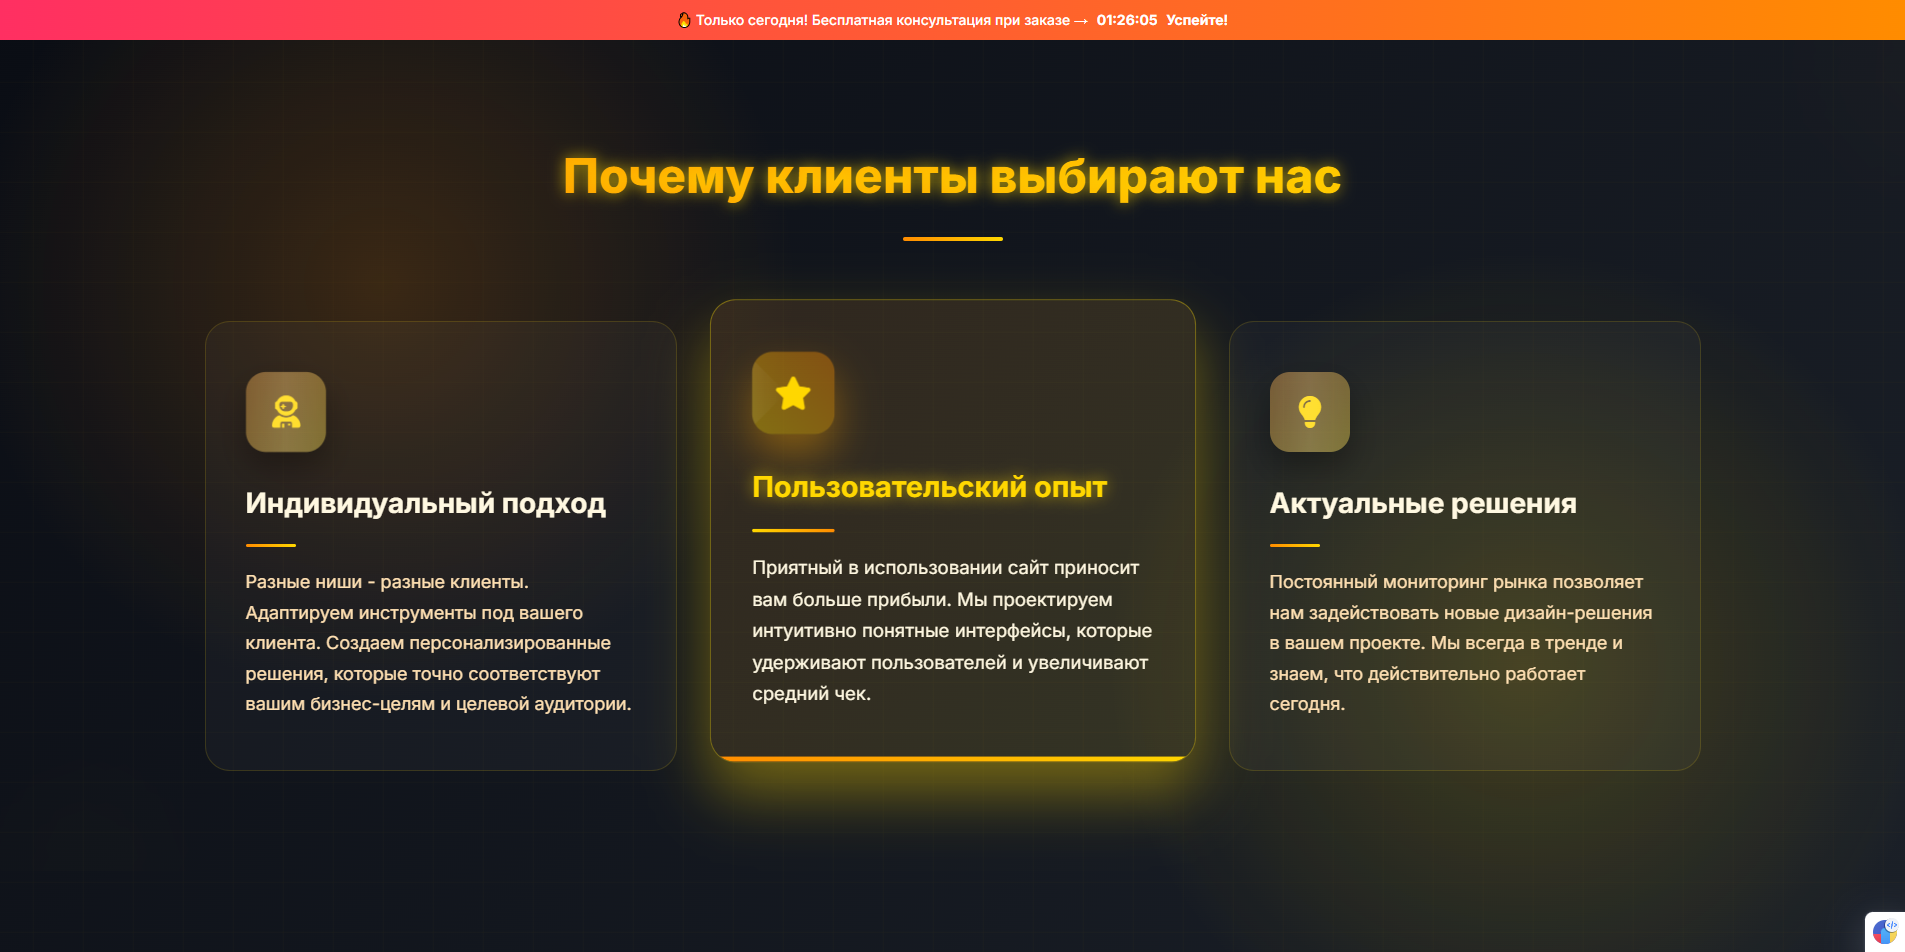 🔥 Только сегодня! Бесплатная консультация при заказе → 01:26:05 Успейте!
Почему клиенты выбирают нас
Индивидуальный подход
Разные ниши - разные клиенты.
Адаптируем инструменты под вашего
клиента. Создаем персонализированные
решения, которые точно соответствуют
вашим бизнес-целям и целевой аудитории.
Пользовательский опыт
Приятный в использовании сайт приносит
вам больше прибыли. Мы проектируем
интуитивно понятные интерфейсы, которые
удерживают пользователей и увеличивают
средний чек.
Актуальные решения
Постоянный мониторинг рынка позволяет
нам задействовать новые дизайн-решения
в вашем проекте. Мы всегда в тренде и
знаем, что действительно работает
сегодня.